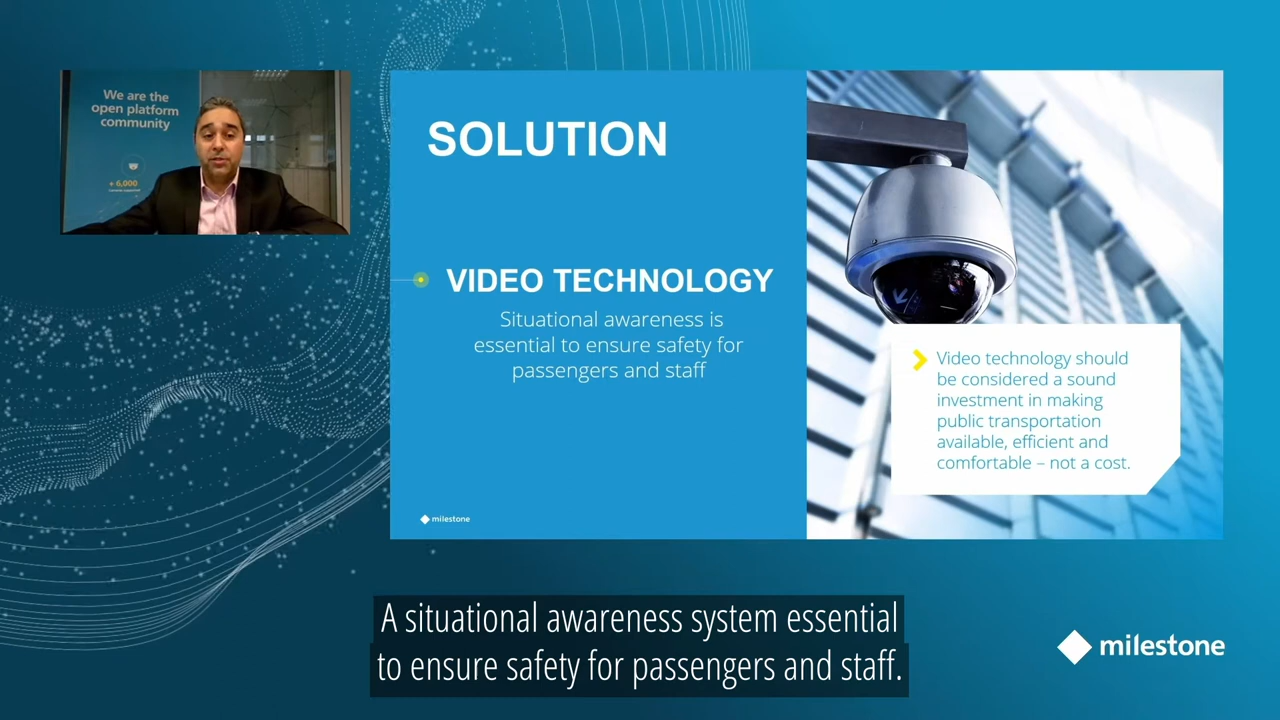 We are the
open platform
community
+ 6,000
SOLUTION
VIDEO TECHNOLOGY
Situational awareness is
essential to ensure safety for
passengers and staff
Video technology should
be considered a sound
investment in making
public transportation
available, efficient and
comfortable – not a cost.
milestone
A situational awareness system essential
to ensure safety for passengers and staff.
milestone